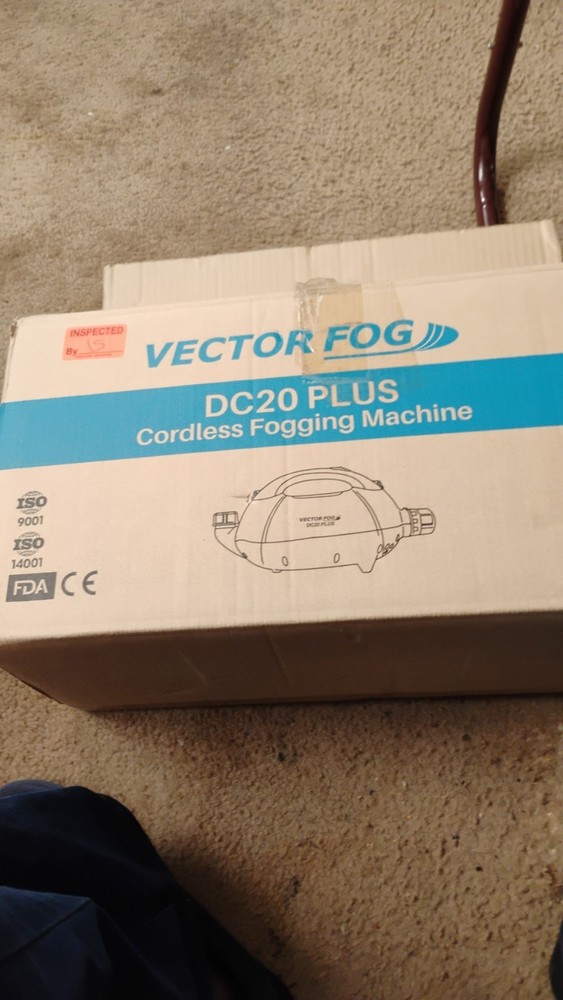 INSPECTED
By 15
VECTOR FOG
DC20 PLUS
Cordless Fogging Machine
VECTOR FOG
DC20 PLUS
ISO
9001
ISO
14001
FDA CE